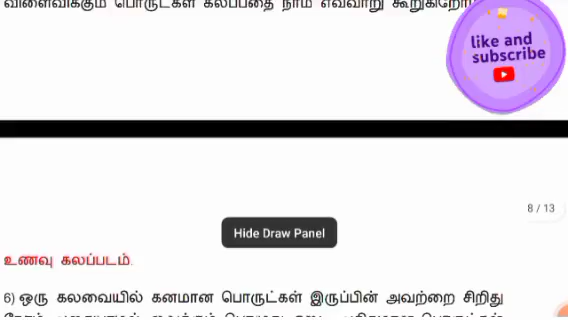 விளைவிக்கும் பொருட்கள் கலப்பதை நாம் எவ்வாறு கூறுகிறோம்
like and
subscribe
8 / 13
Hide Draw Panel
உணவு கலப்படம்.
6) ஒரு கலவையில் கனமான பொருட்கள் இருப்பின் அவற்றை சிறிது